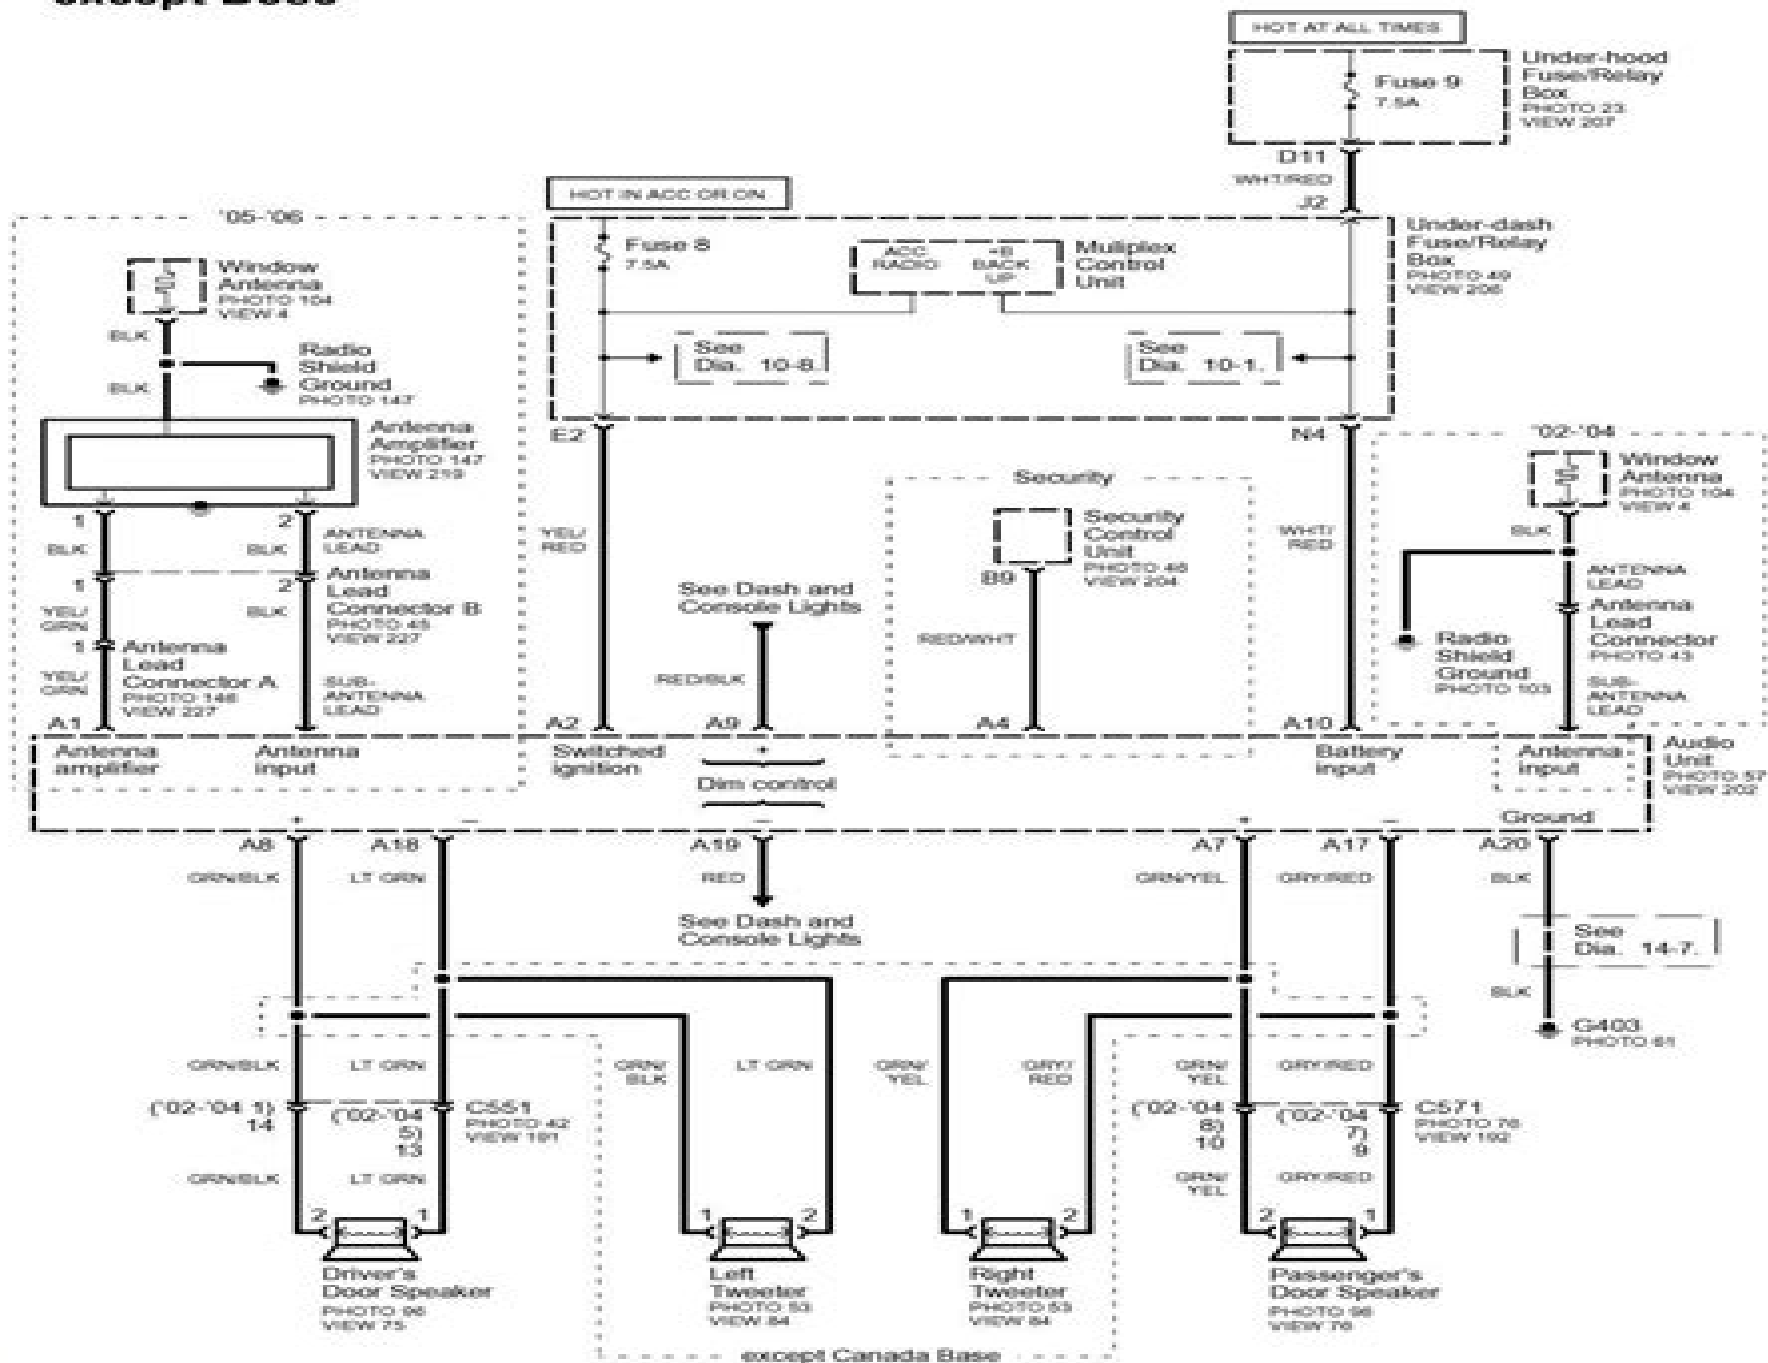 HOT AT ALL TIMES
Fuse 9
7.5A
Under-hood
Fuse/Relay
Box
PHOTO 23
VIEW 207
D11
WHT/RED
J2
HOT IN ACC OR ON
Fuse 8
7.5A
ACC
RADIO
+B
BACK
UP
Muliplex
Control
Unit
Under-dash
Fuse/Relay
Box
PHOTO 49
VIEW 206
See
Dia. 10-8.
See
Dia. 10-1.
E2
N4
'05-'06
Window
Antenna
PHOTO 104
VIEW 4
BLK
Radio
Shield
Ground
PHOTO 147
BLK
Antenna
Amplifier
PHOTO 147
VIEW 219
1
2
BLK
BLK
ANTENNA
LEAD
1
2
Antenna
Lead
Connector B
PHOTO 45
VIEW 227
YEL/
GRN
BLK
1
Antenna
Lead
Connector A
PHOTO 146
VIEW 227
YEL/
GRN
SUB-
ANTENNA
LEAD
A1
YEL/
RED
See Dash and
Console Lights
RED/BLK
A2
A9
Security
Security
Control
Unit
PHOTO 46
VIEW 204
B9
RED/WHT
A4
WHT/
RED
A10
'02-'04
Window
Antenna
PHOTO 104
VIEW 4
BLK
ANTENNA
LEAD
Antenna
Lead
Connector
PHOTO 43
Radio
Shield
Ground
PHOTO 103
SUB-
ANTENNA
LEAD
Antenna
amplifier
Antenna
input
Switched
ignition
+
Dim control
–
Battery
input
Antenna
input
Audio
Unit
PHOTO 57
VIEW 202
Ground
+
–
+
–
A8
A18
A19
A7
A17
A20
GRN/BLK
LT GRN
RED
GRN/YEL
GRY/RED
BLK
See Dash and
Console Lights
See
Dia. 14-7.
BLK
G403
PHOTO 61
GRN/BLK
LT GRN
GRN/
BLK
LT GRN
GRN/
YEL
GRY/
RED
GRN/
YEL
GRY/RED
('02-'04 1)
14
('02-'04
5)
13
C551
PHOTO 42
VIEW 191
('02-'04
8)
10
('02-'04
7)
9
C571
PHOTO 76
VIEW 192
GRN/BLK
LT GRN
GRN/
YEL
GRY/RED
2
1
1
2
1
2
2
1
Driver's
Door Speaker
PHOTO 96
VIEW 75
Left
Tweeter
PHOTO 53
VIEW 84
Right
Tweeter
PHOTO 53
VIEW 84
Passenger's
Door Speaker
PHOTO 96
VIEW 76
except Canada Base